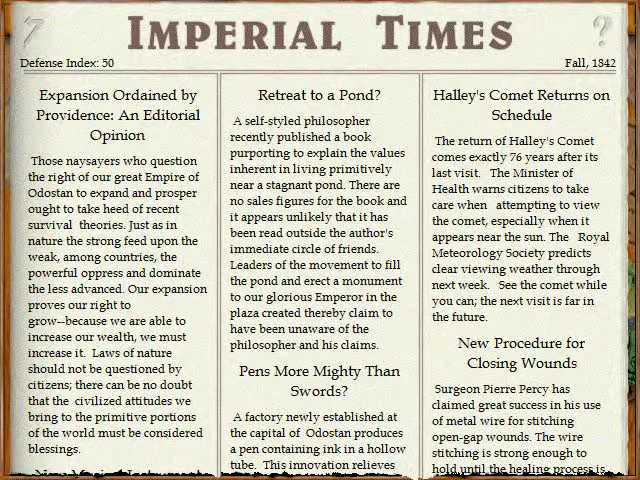 7
IMPERIAL TIMES
?
Defense Index: 50
Fall, 1842
Expansion Ordained by
Providence: An Editorial
Opinion
Those naysayers who question
the right of our great Empire of
Odostan to expand and prosper
ought to take heed of recent
survival theories. Just as in
nature the strong feed upon the
weak, among countries, the
powerful oppress and dominate
the less advanced. Our expansion
proves our right to
grow--because we are able to
increase our wealth, we must
increase it. Laws of nature
should not be questioned by
citizens; there can be no doubt
that the civilized attitudes we
bring to the primitive portions
of the world must be considered
blessings.
Retreat to a Pond?
A self-styled philosopher
recently published a book
purporting to explain the values
inherent in living primitively
near a stagnant pond. There are
no sales figures for the book and
it appears unlikely that it has
been read outside the author's
immediate circle of friends.
Leaders of the movement to fill
the pond and erect a monument
to our glorious Emperor in the
plaza created thereby claim to
have been unaware of the
philosopher and his claims.
Pens More Mighty Than
Swords?
A factory newly established at
the capital of Odostan produces
a pen containing ink in a hollow
tube. This innovation relieves
Halley's Comet Returns on
Schedule
The return of Halley's Comet
comes exactly 76 years after its
last visit. The Minister of
Health warns citizens to take
care when attempting to view
the comet, especially when it
appears near the sun. The Royal
Meteorology Society predicts
clear viewing weather through
next week. See the comet while
you can; the next visit is far in
the future.
New Procedure for
Closing Wounds
Surgeon Pierre Percy has
claimed great success in his use
of metal wire for stitching
open-gap wounds. The wire
stitching is strong enough to
hold until the healing process is